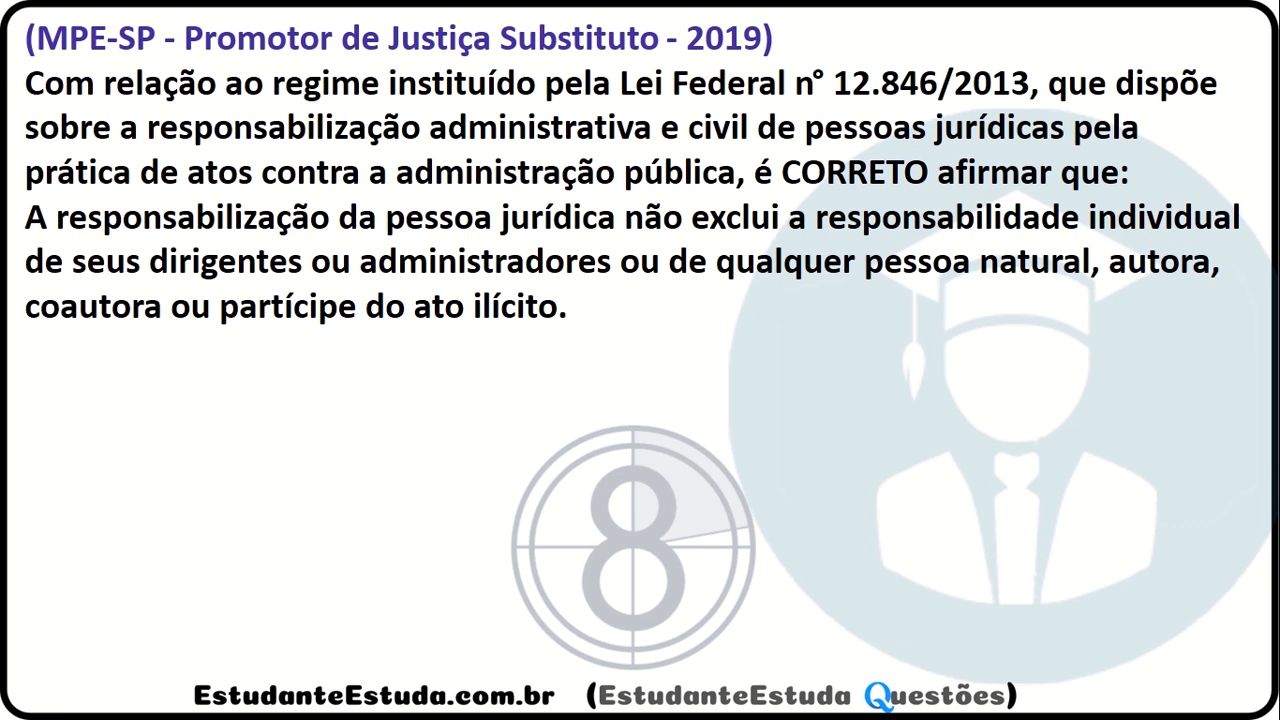 (MPE-SP - Promotor de Justiça Substituto - 2019)
Com relação ao regime instituído pela Lei Federal n° 12.846/2013, que dispõe
sobre a responsabilização administrativa e civil de pessoas jurídicas pela
prática de atos contra a administração pública, é CORRETO afirmar que:
A responsabilização da pessoa jurídica não exclui a responsabilidade individual
de seus dirigentes ou administradores ou de qualquer pessoa natural, autora,
coautora ou partícipe do ato ilícito.
8
EstudanteEstuda.com.br (EstudanteEstuda Questões)